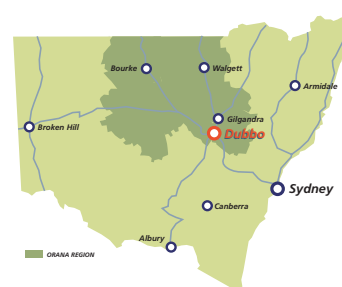 Bourke
Walgett
Armidale
Gilgandra
Broken Hill
Dubbo
Sydney
Canberra
Albury
ORANA REGION